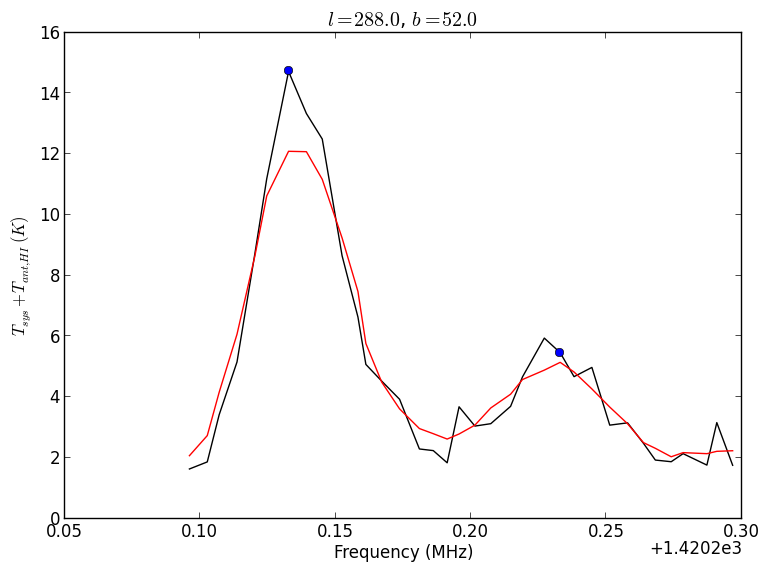 l = 288.0, b = 52.0
16
14
12
10
8
6
4
2
0
T_sys + T_ant,HI (K)
0.05 0.10 0.15 0.20 0.25 0.30
Frequency (MHz)
+1.4202e3